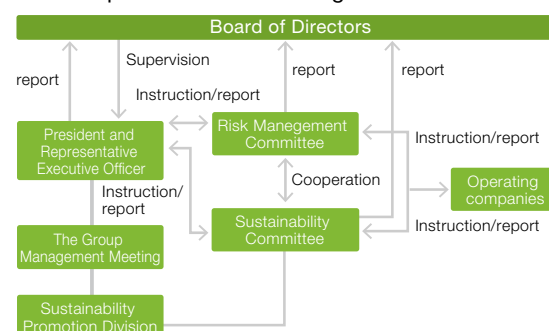 Board of Directors
report
Supervision
report
report
Instruction/report
President and
Representative
Executive Officer
Risk Manegement
Committee
Instruction/report
Cooperation
Operating
companies
Instruction/
report
Sustainability
Committee
Instruction/report
The Group
Management Meeting
Sustainability
Promotion Division